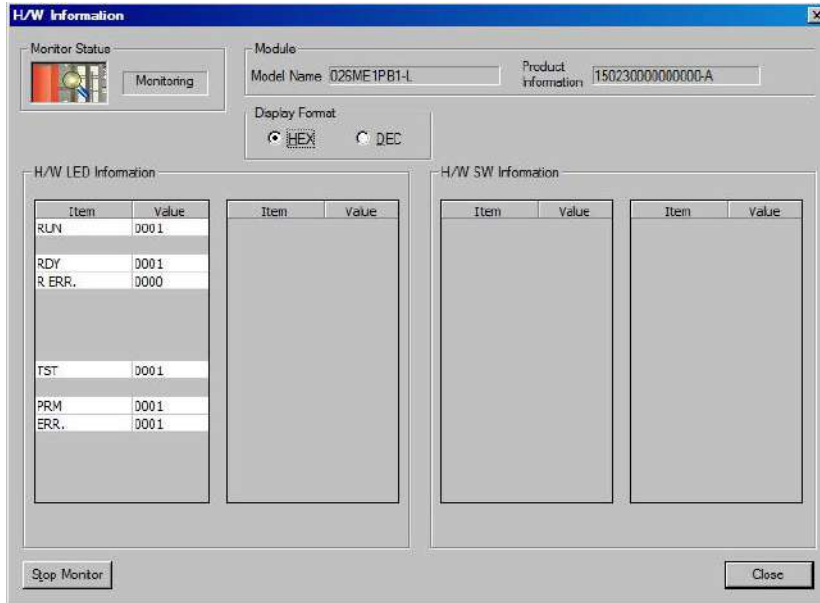 H/W Information
Monitor Status
Monitoring
Module
Model Name 026ME1PB1-L
Product Information 150230000000000-A
Display Format
HEX DEC
H/W LED Information
Item Value Item Value
RUN 0001
RDY 0001
R ERR. 0000
TST 0001
PRM 0001
ERR. 0001
H/W SW Information
Item Value Item Value
Stop Monitor
Close